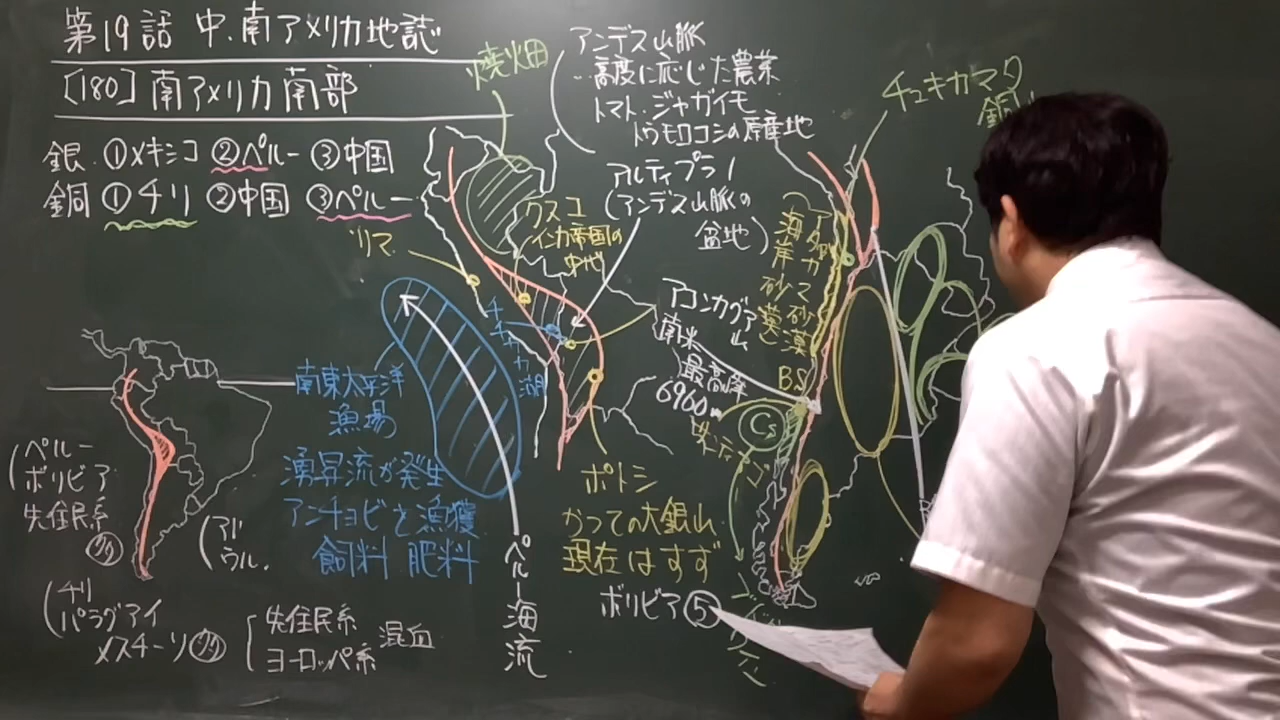 第19話 中.南アメリカ地誌
[180] 南アメリカ南部
銀 ①メキシコ ②ペルー ③中国
銅 ①チリ ②中国 ③ペルー
焼畑
アンデス山脈
高度に応じた農業
トマト・ジャガイモ
トウモロコシの原産地
アルティプラノ
(アンデス山脈の
盆地)
チュキカマタ
銅山
リマ
クスコ
インカ帝国の
中心
湖
南東太平洋
漁場
湧昇流が発生
アンチョビを漁獲
飼料 肥料
ペルー海流
ポトシ
かつての大銀山
現在はすず
ボリビア⑤
アタカマ砂漠
海岸砂漠
アコンカグア山
南米
最高峰
6960m
BS
Cs
(ペルー
ボリビア
先住民系
(アルゼ
ウル.
(チリ
パラグアイ
メスチーソ
先住民系
ヨーロッパ系
混血